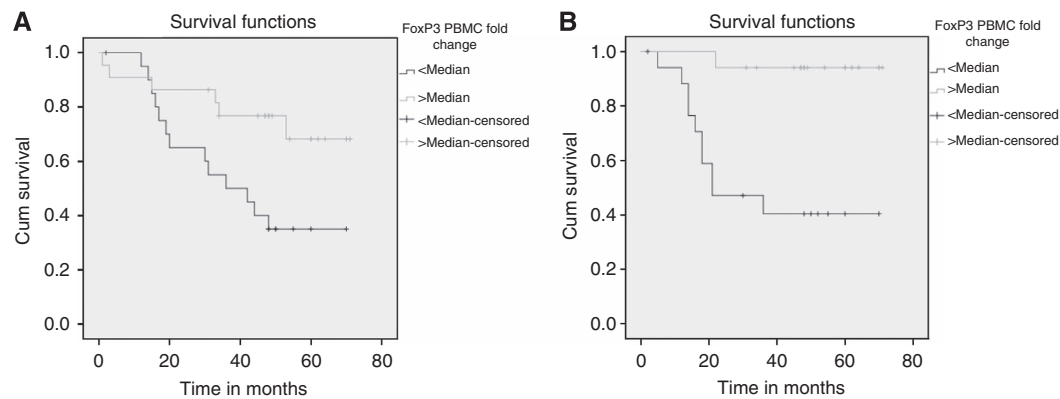 A
Survival functions
FoxP3 PBMC fold
change
<Median
>Median
<Median-censored
>Median-censored
1.0
0.8
0.6
0.4
0.2
0.0
Cum survival
0
20
40
60
80
Time in months
B
Survival functions
FoxP3 PBMC fold
change
<Median
>Median
<Median-censored
>Median-censored
1.0
0.8
0.6
0.4
0.2
0.0
Cum survival
0
20
40
60
80
Time in months